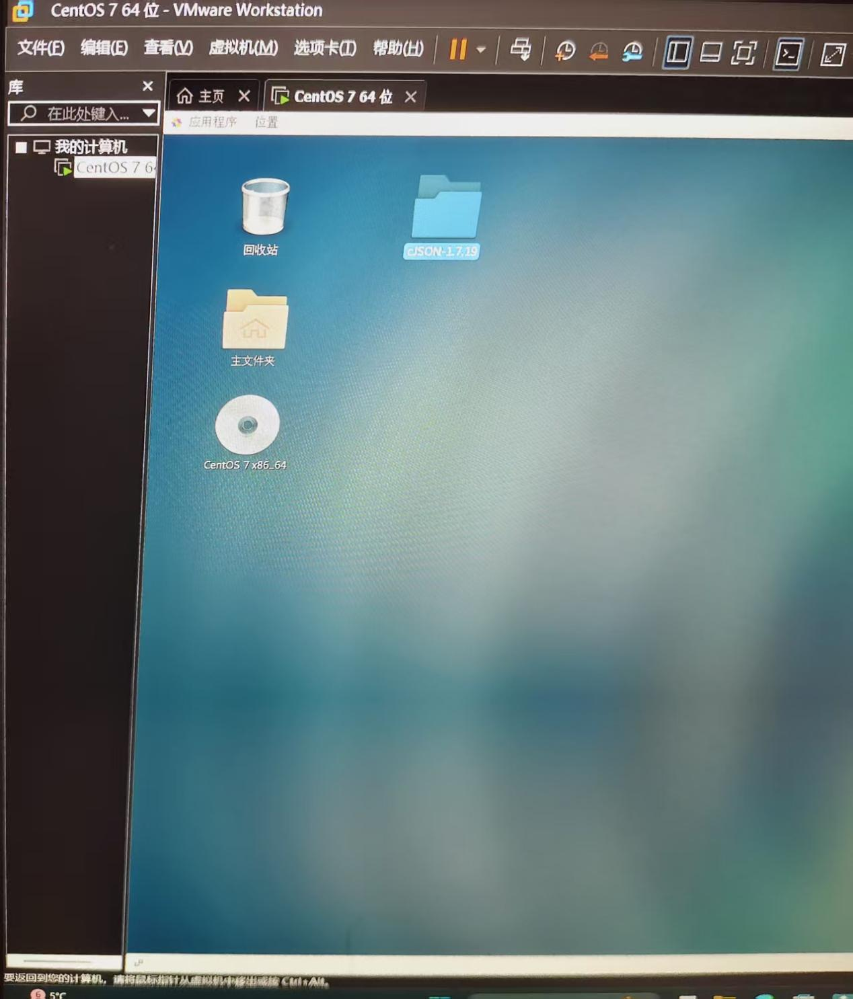 CentOS 7 64 位 - VMware Workstation
文件(F) 编辑(E) 查看(V) 虚拟机(M) 选项卡(T) 帮助(H)
库
主页 CentOS 7 64 位
在此处键入...
应用程序 位置
我的计算机
CentOS 7 6
回收站
cJSON-1.7.19
主文件夹
CentOS 7 x86_64
要返回到您的计算机，请将鼠标指针从虚拟机中移出或按 Ctrl+Alt。
6 5°C